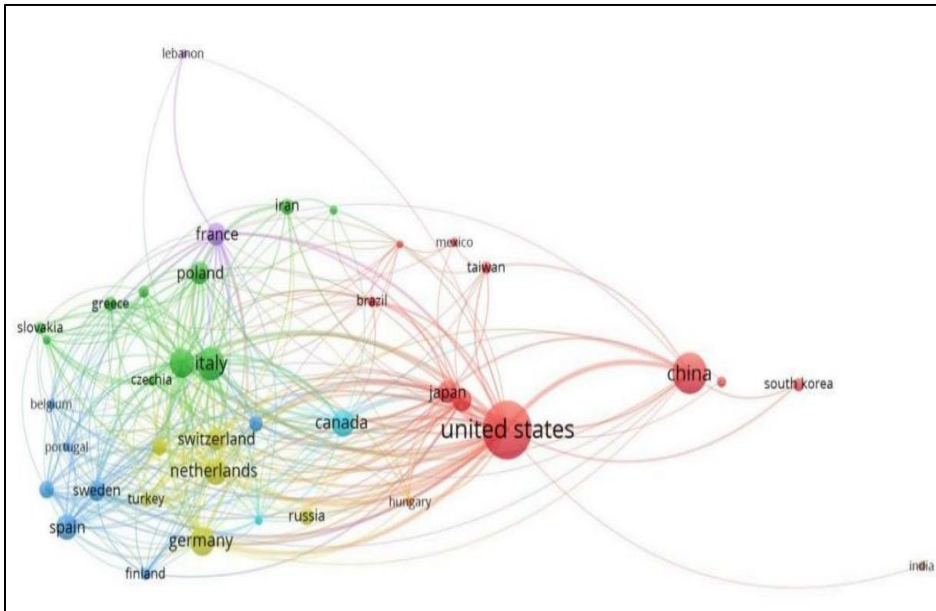 lebanon
iran
france
mexico
taiwan
poland
brazil
greece
slovakia
italy
china
czechia
south korea
japan
belgium
canada
united states
switzerland
portugal
netherlands
sweden
turkey
hungary
russia
spain
germany
india
finland